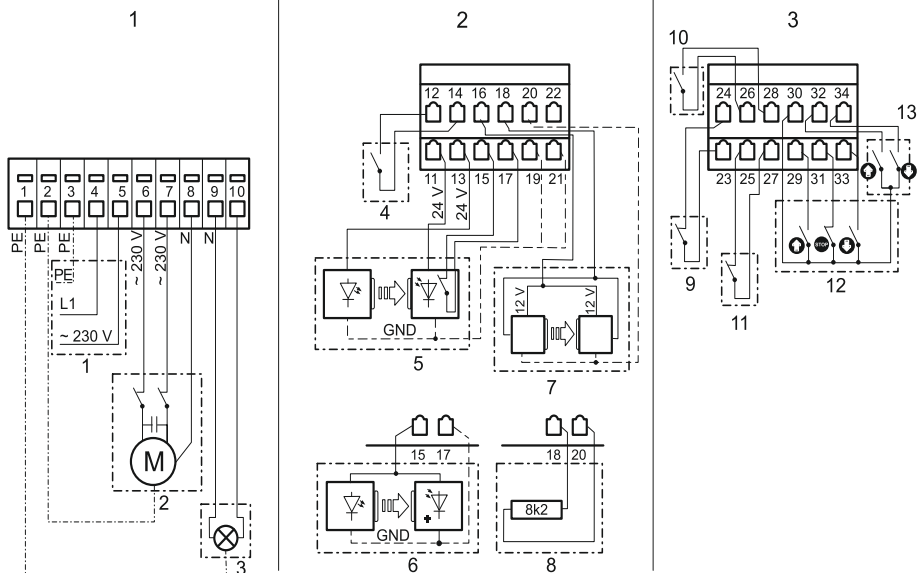 1
1 2 3 4 5 6 7 8 9 10
PE PE PE ~ 230 V ~ 230 V N N
PE
L1
~ 230 V
1
M
2
3
2
12 14 16 18 20 22
11 13 15 17 19 21
24 V 24 V
4
GND
5
12 V 12 V
7
15 17
GND
6
18 20
8k2
8
3
10
24 26 28 30 32 34
13
23 25 27 29 31 33
STOP
9
11
12